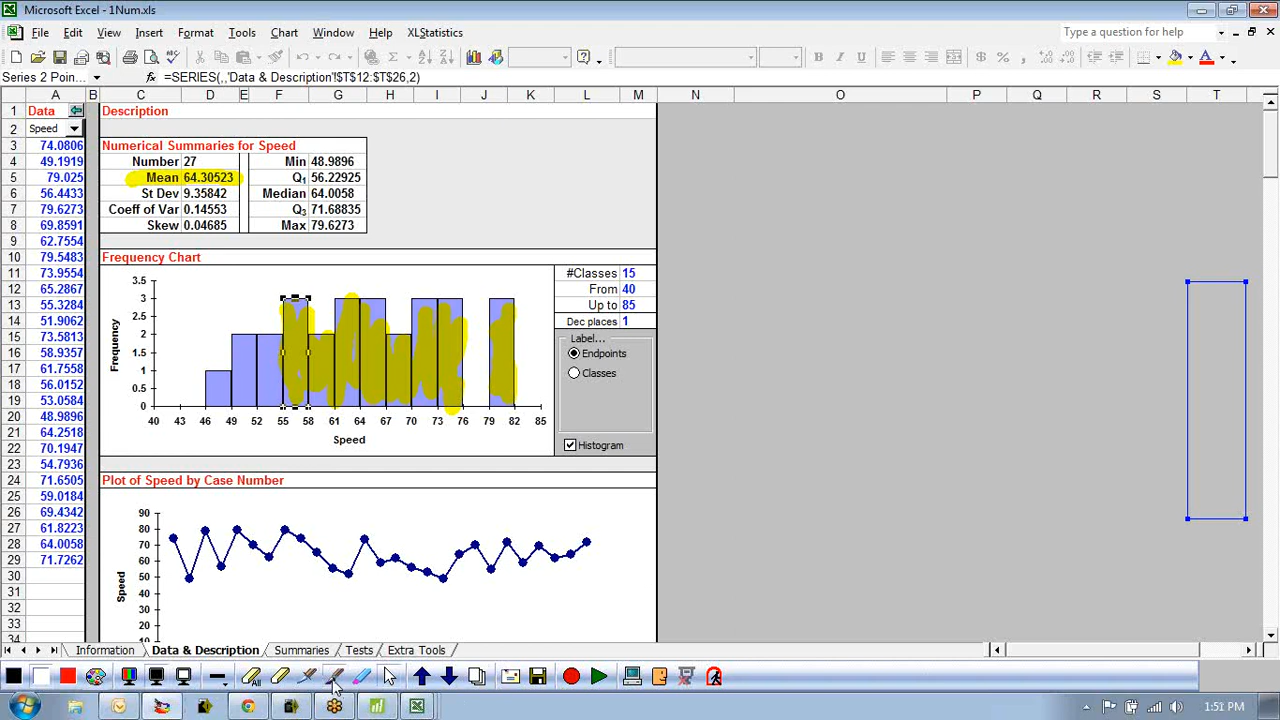 Microsoft Excel - 1Num.xls
File Edit View Insert Format Tools Chart Window Help XLStatistics Type a question for help
B I U $ %
Series 2 Poin... fx =SERIES(,,'Data & Description'!$T$12:$T$26,2)
A B C D E F G H I J K L M N O P Q R S T
1 Data Description
2 Speed
3 74.0806 Numerical Summaries for Speed
4 49.1919 Number 27 Min 48.9896
5 79.025 Mean 64.30523 Q1 56.22925
6 56.4433 St Dev 9.35842 Median 64.0058
7 79.6273 Coeff of Var 0.14553 Q3 71.68835
8 69.8591 Skew 0.04685 Max 79.6273
9 62.7554
10 79.5483 Frequency Chart
11 73.9554 #Classes 15
12 65.2867 From 40
13 55.3284 Up to 85
14 51.9062 Dec places 1
15 73.5813 Label...
16 58.9357 Endpoints
17 61.7558 Classes
18 56.0152
19 53.0584
20 48.9896
21 64.2518
22 70.1947 Histogram
23 54.7936
24 71.6505 Plot of Speed by Case Number
25 59.0184
26 69.4342
27 61.8223
28 64.0058
29 71.7262
30
31
32
33
34
3.5
3
2.5
2
1.5
1
0.5
0
Frequency
40 43 46 49 52 55 58 61 64 67 70 73 76 79 82 85
Speed
90
80
70
60
50
40
30
20
10
Speed
Information Data & Description Summaries Tests Extra Tools
All
1:51 PM